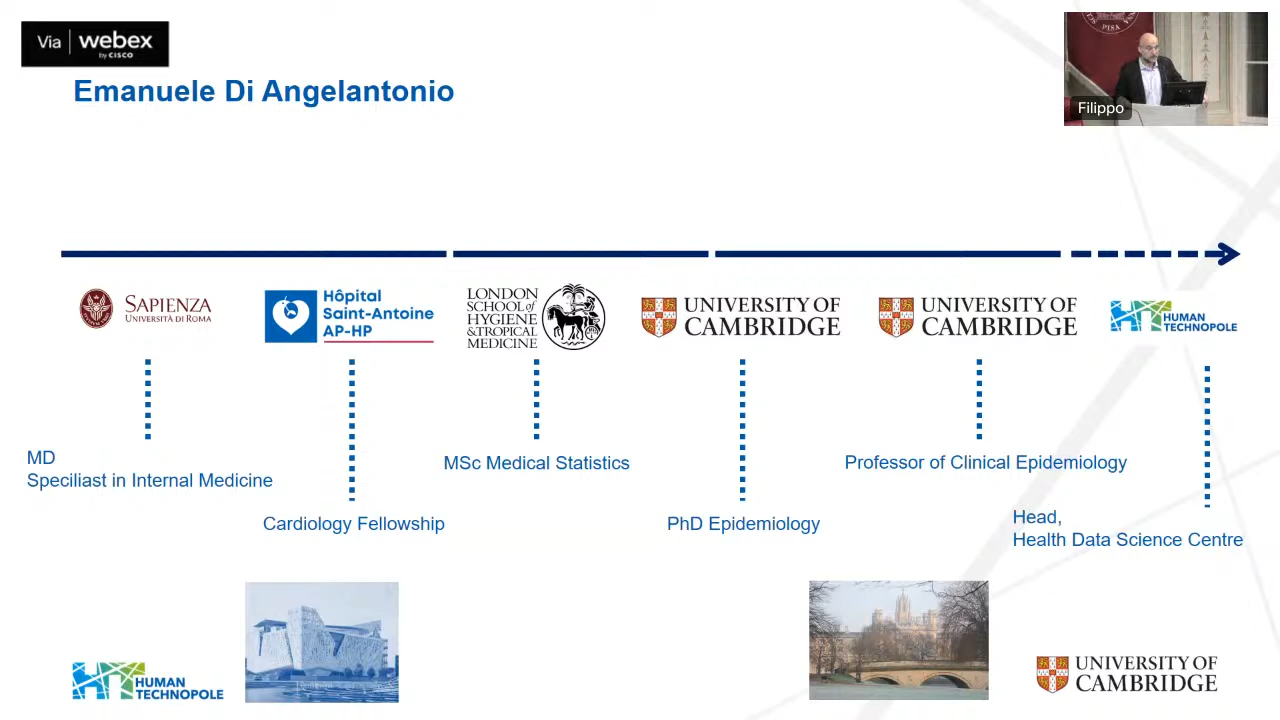 Via webex
by CISCO
Emanuele Di Angelantonio
PISA
Filippo
SAPIENZA
UNIVERSITÀ DI ROMA
Hôpital
Saint-Antoine
AP-HP
LONDON
SCHOOL of
HYGIENE
& TROPICAL
MEDICINE
UNIVERSITY OF
CAMBRIDGE
UNIVERSITY OF
CAMBRIDGE
HT HUMAN
TECHNOPOLE
MD
Speciliast in Internal Medicine
Cardiology Fellowship
MSc Medical Statistics
PhD Epidemiology
Professor of Clinical Epidemiology
Head,
Health Data Science Centre
HT HUMAN
TECHNOPOLE
UNIVERSITY OF
CAMBRIDGE